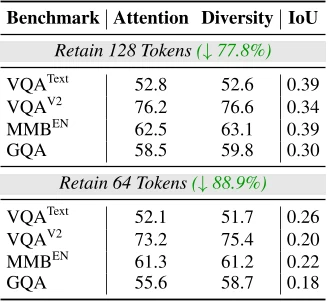 Benchmark Attention Diversity IoU
Retain 128 Tokens (↓ 77.8%)
VQA^Text 52.8 52.6 0.39
VQA^V2 76.2 76.6 0.34
MMB^EN 62.5 63.1 0.39
GQA 58.5 59.8 0.30
Retain 64 Tokens (↓ 88.9%)
VQA^Text 52.1 51.7 0.26
VQA^V2 73.2 75.4 0.20
MMB^EN 61.3 61.2 0.22
GQA 55.6 58.7 0.18